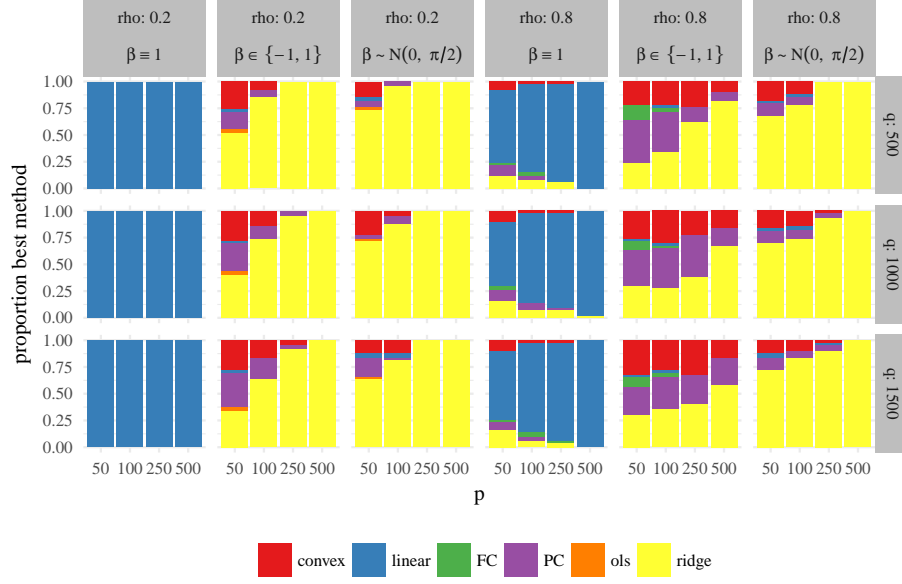 rho: 0.2 rho: 0.2 rho: 0.2 rho: 0.8 rho: 0.8 rho: 0.8
β ≡ 1 β ∈ {−1, 1} β ~ N(0, π/2) β ≡ 1 β ∈ {−1, 1} β ~ N(0, π/2)
proportion best method
1.00
0.75
0.50
0.25
0.00
q: 500
1.00
0.75
0.50
0.25
0.00
q: 1000
1.00
0.75
0.50
0.25
0.00
q: 1500
50 100 250 500 50 100 250 500 50 100 250 500 50 100 250 500 50 100 250 500 50 100 250 500
p
convex linear FC PC ols ridge